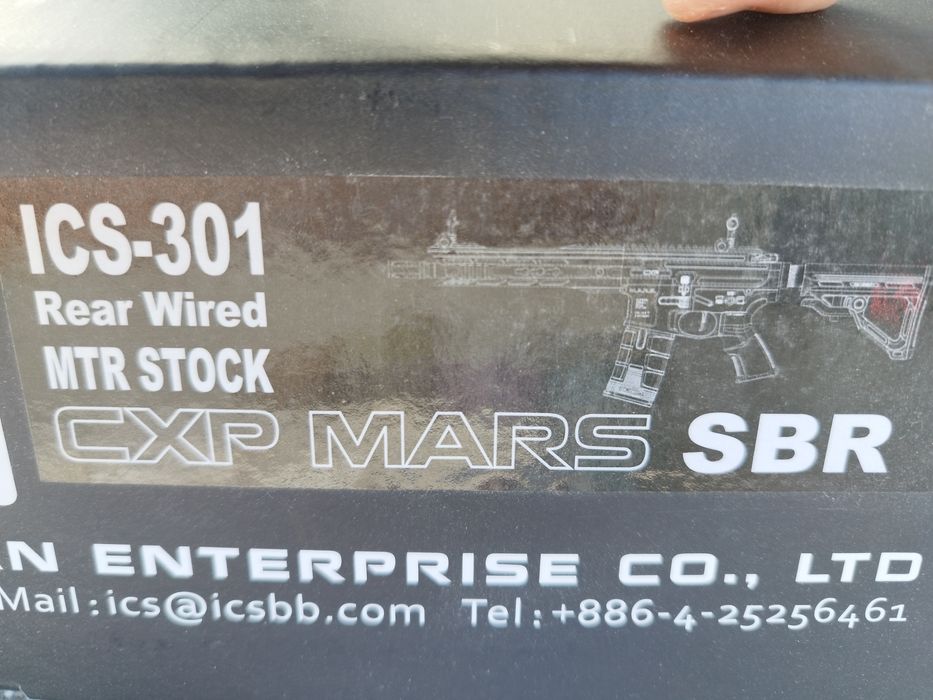 ICS-301
Rear Wired
MTR STOCK
CXP MARS SBR
N ENTERPRISE CO., LTD
Mail:ics@icsbb.com Tel:+886-4-25256461